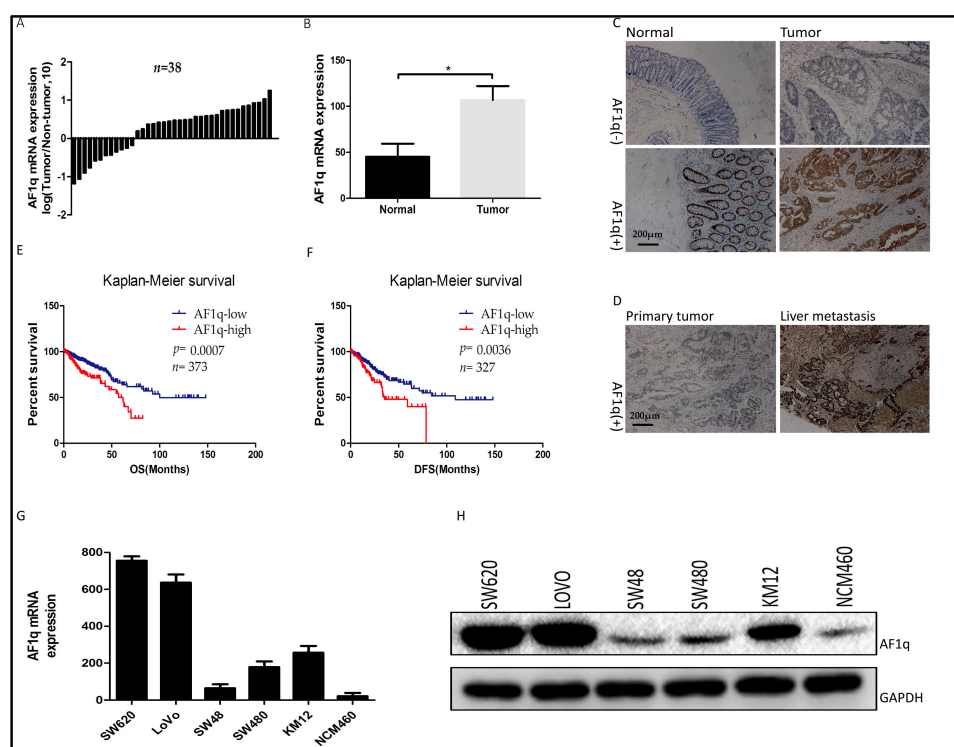 A
AF1q mRNA expression
log(Tumor/Non-tumor,10)
n=38
2
1
0
-1
-2
B
AF1q mRNA expression
150
100
50
0
*
Normal
Tumor
C
Normal
Tumor
AF1q(-)
AF1q(+)
200μm
D
Primary tumor
Liver metastasis
AF1q(+)
200μm
E
Kaplan-Meier survival
Percent survival
150
100
50
0
AF1q-low
AF1q-high
p= 0.0007
n= 373
0
50
100
150
200
OS(Months)
F
Kaplan-Meier survival
Percent survival
150
100
50
0
AF1q-low
AF1q-high
p= 0.0036
n= 327
0
50
100
150
200
DFS(Months)
G
AF1q mRNA
expression
800
600
400
200
0
SW620
LoVo
SW48
SW480
KM12
NCM460
H
SW620
LOVO
SW48
SW480
KM12
NCM460
AF1q
GAPDH